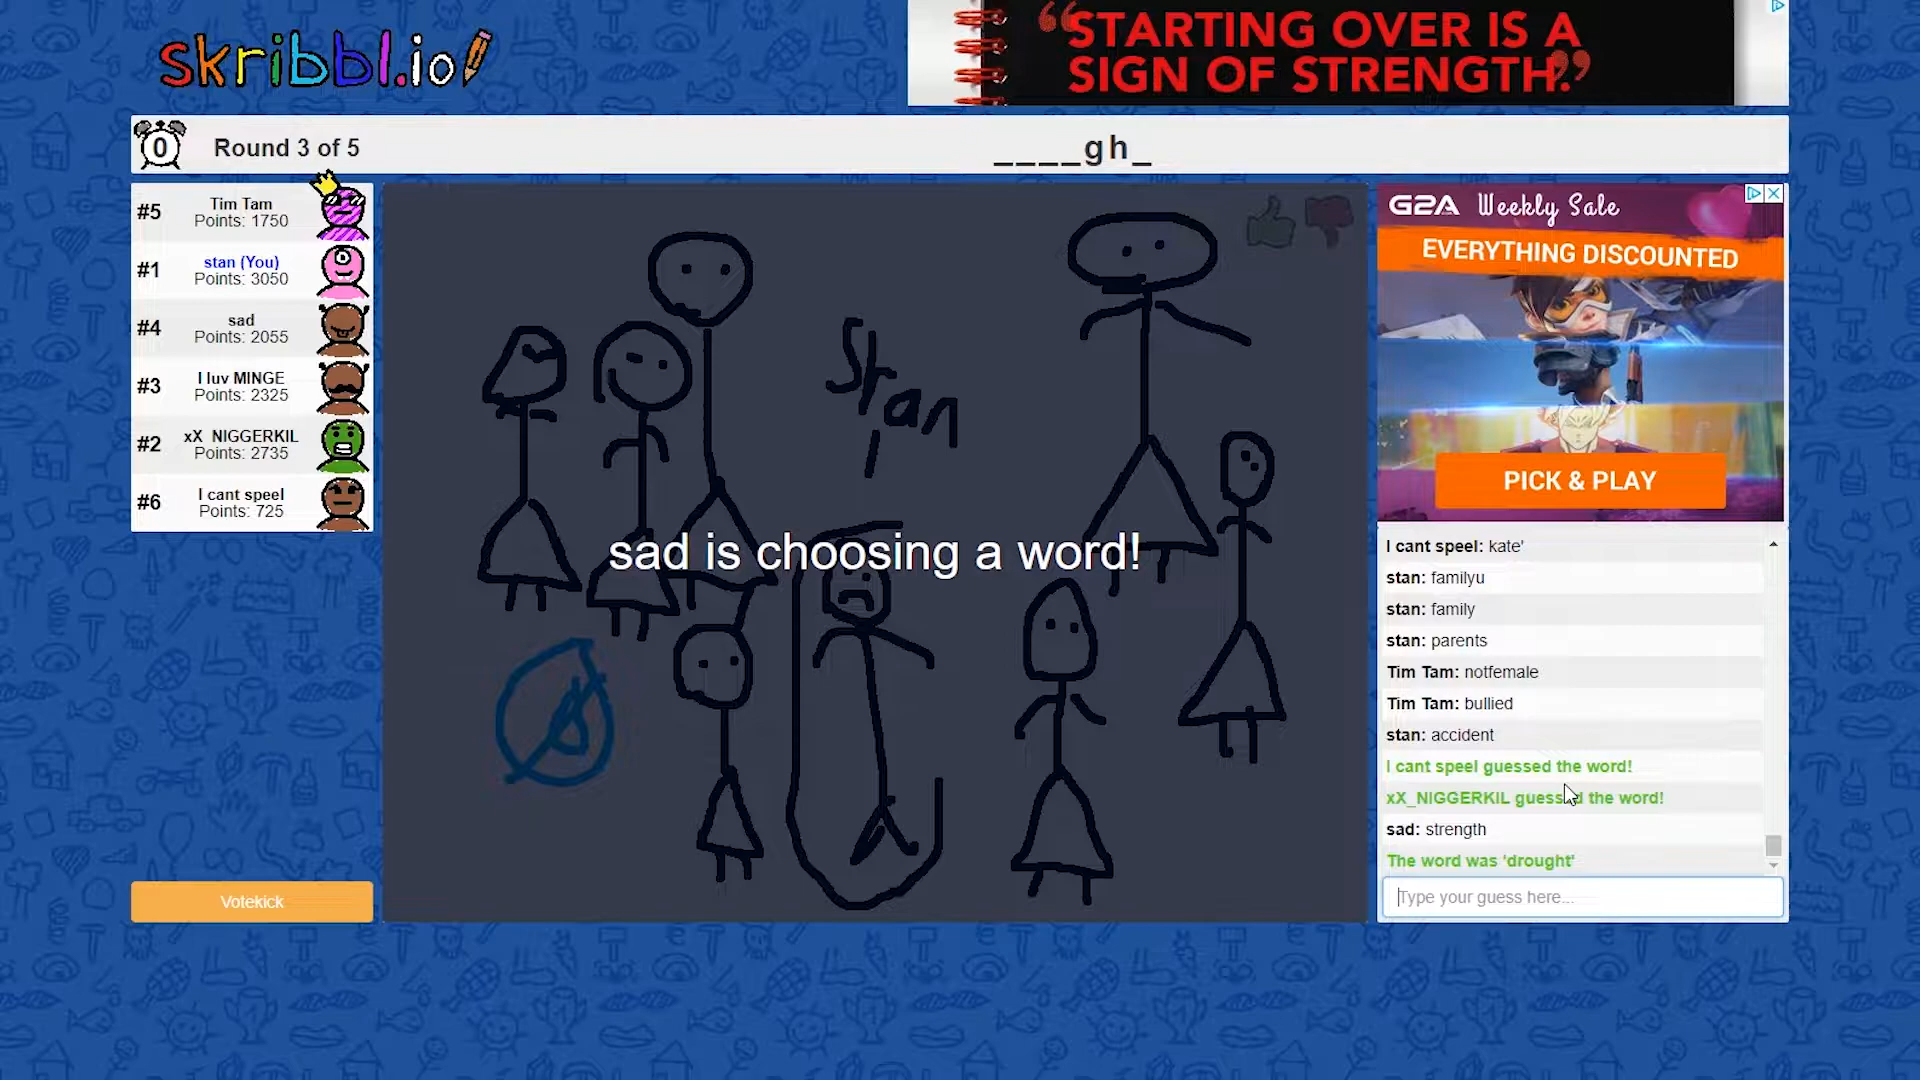 skribbl.io
“STARTING OVER IS A
SIGN OF STRENGTH.”
0
Round 3 of 5
____gh_
#5
Tim Tam
Points: 1750
#1
stan (You)
Points: 3050
#4
sad
Points: 2055
#3
I luv MINGE
Points: 2325
#2
xX_NIGGERKIL
Points: 2735
#6
I cant speel
Points: 725
Votekick
Stan
sad is choosing a word!
G2A Weekly Sale
EVERYTHING DISCOUNTED
PICK & PLAY
I cant speel: kate'
stan: familyu
stan: family
stan: parents
Tim Tam: notfemale
Tim Tam: bullied
stan: accident
I cant speel guessed the word!
xX_NIGGERKIL guessed the word!
sad: strength
The word was 'drought'
Type your guess here...